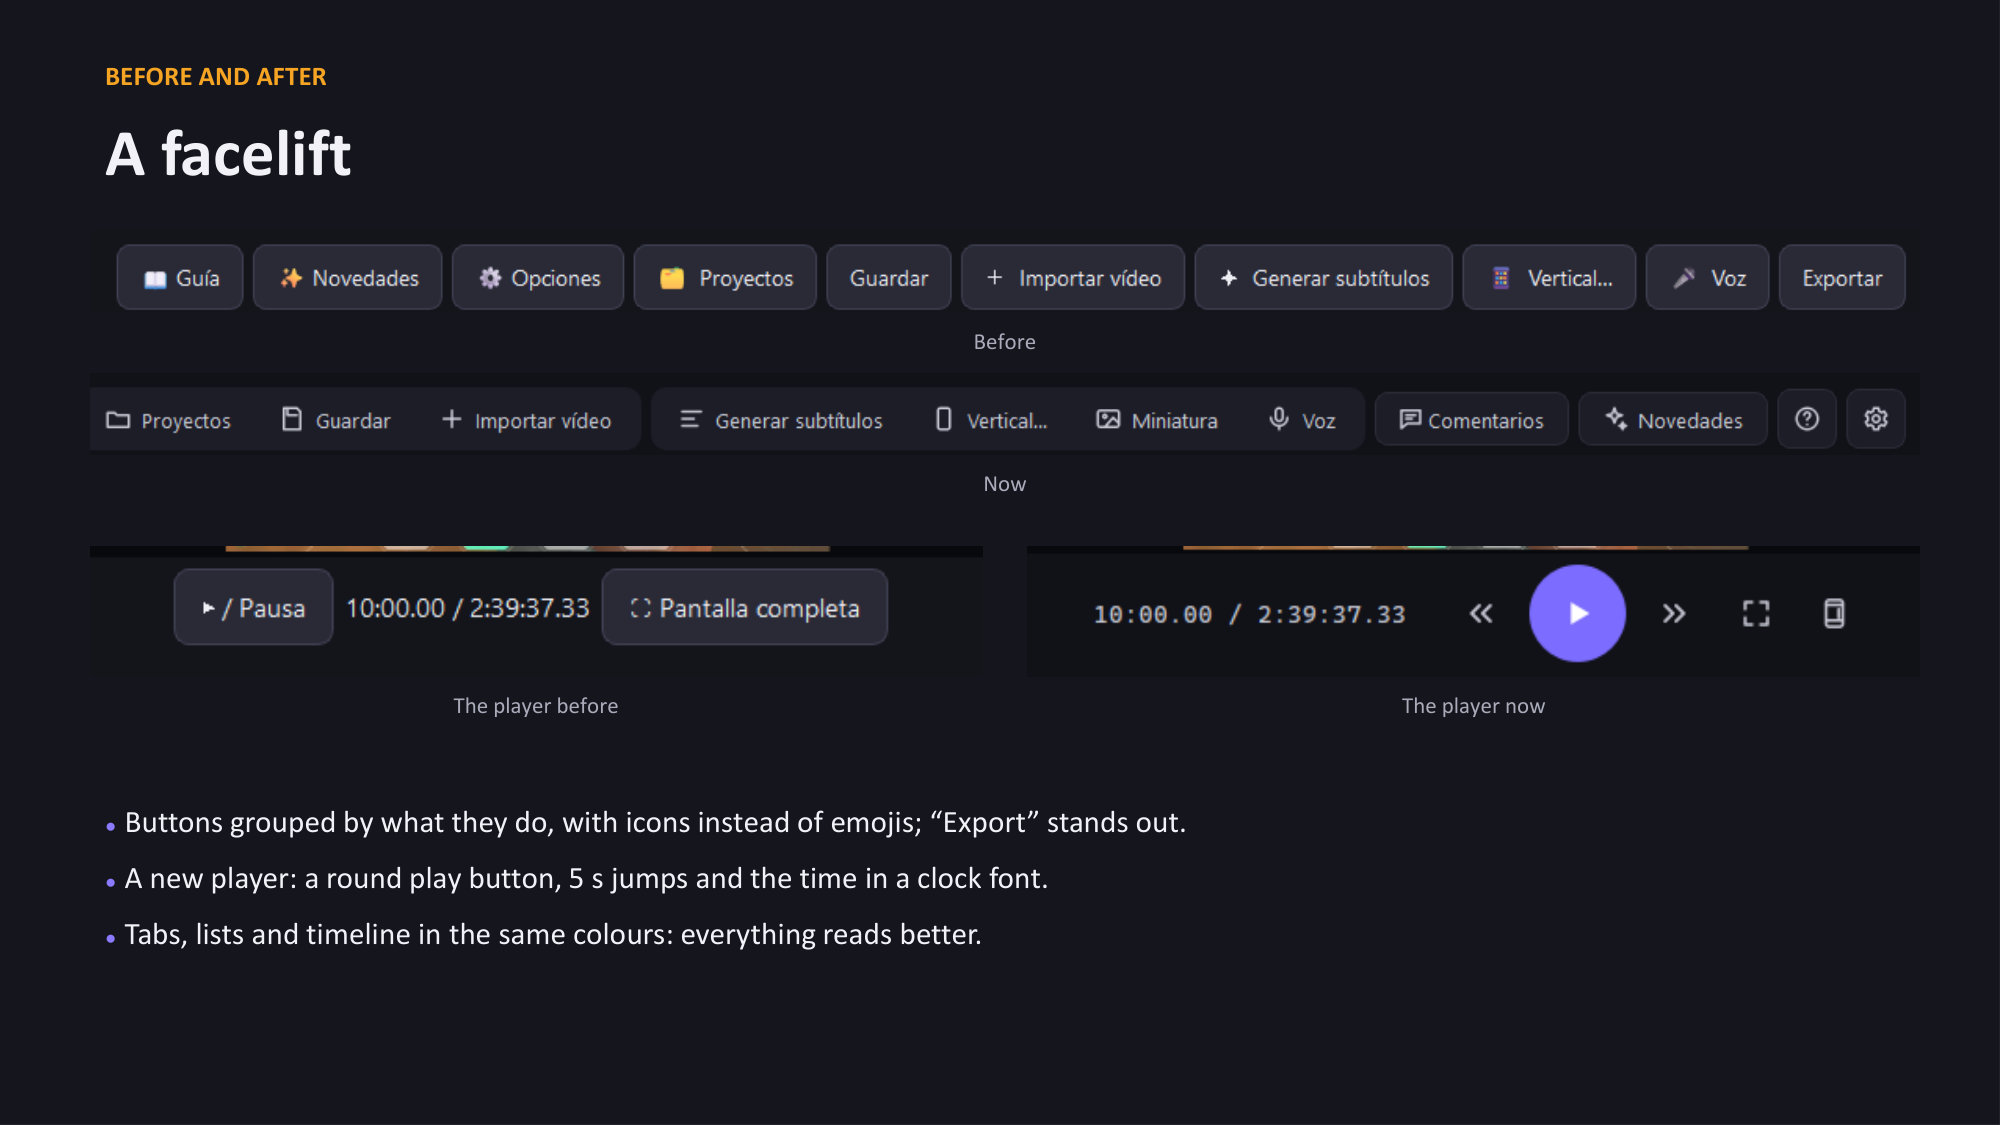 BEFORE AND AFTER
A facelift
Guía Novedades Opciones Proyectos Guardar + Importar vídeo Generar subtítulos Vertical... Voz Exportar
Before
Proyectos Guardar + Importar vídeo Generar subtítulos Vertical... Miniatura Voz Comentarios Novedades
Now
/ Pausa 10:00.00 / 2:39:37.33 Pantalla completa
10:00.00 / 2:39:37.33
The player before
The player now
Buttons grouped by what they do, with icons instead of emojis; “Export” stands out.
A new player: a round play button, 5 s jumps and the time in a clock font.
Tabs, lists and timeline in the same colours: everything reads better.